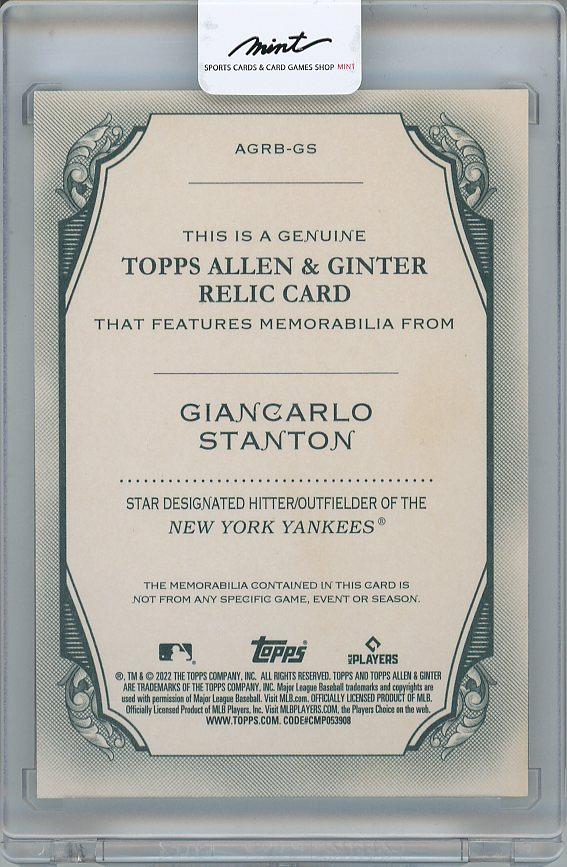 mint
SPORTS CARDS & CARD GAMES SHOP MINT
AGRB-GS
THIS IS A GENUINE
TOPPS ALLEN & GINTER
RELIC CARD
THAT FEATURES MEMORABILIA FROM
GIANCARLO
STANTON
STAR DESIGNATED HITTER/OUTFIELDER OF THE
NEW YORK YANKEES®
THE MEMORABILIA CONTAINED IN THIS CARD IS
NOT FROM ANY SPECIFIC GAME, EVENT OR SEASON.
Topps
MLB PLAYERS
®, TM & © 2022 THE TOPPS COMPANY, INC. ALL RIGHTS RESERVED. TOPPS AND TOPPS ALLEN & GINTER
ARE TRADEMARKS OF THE TOPPS COMPANY, INC. Major League Baseball trademarks and copyrights are
used with permission of Major League Baseball. Visit MLB.com. OFFICIALLY LICENSED PRODUCT OF MLB.
Officially Licensed Product of MLB Players, Inc. Visit MLBPLAYERS.COM, the Players Choice on the web.
WWW.TOPPS.COM. CODE#CMP053908